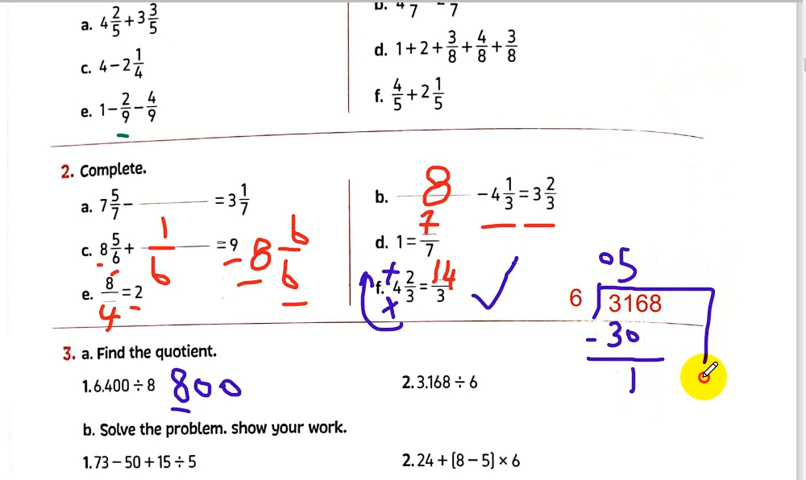 a. 4 2/5 + 3 3/5
b. 4 /7 - /7
c. 4 - 2 1/4
d. 1 + 2 + 3/8 + 4/8 + 3/8
e. 1 - 2/9 - 4/9
f. 4/5 + 2 1/5
2. Complete.
a. 7 5/7 - ______ = 3 1/7
b. 8 - 4 1/3 = 3 2/3
c. 8 5/6 + 1/6 = 9 - 8 6/6
d. 1 = 7/7
e. 8/4 = 2
f. 4 2/3 = 14/3 ✓
+
x
05
6 3168
- 30
1
3. a. Find the quotient.
1. 6.400 ÷ 8 800
2. 3.168 ÷ 6
b. Solve the problem. show your work.
1. 73 - 50 + 15 ÷ 5
2. 24 + (8 - 5) × 6